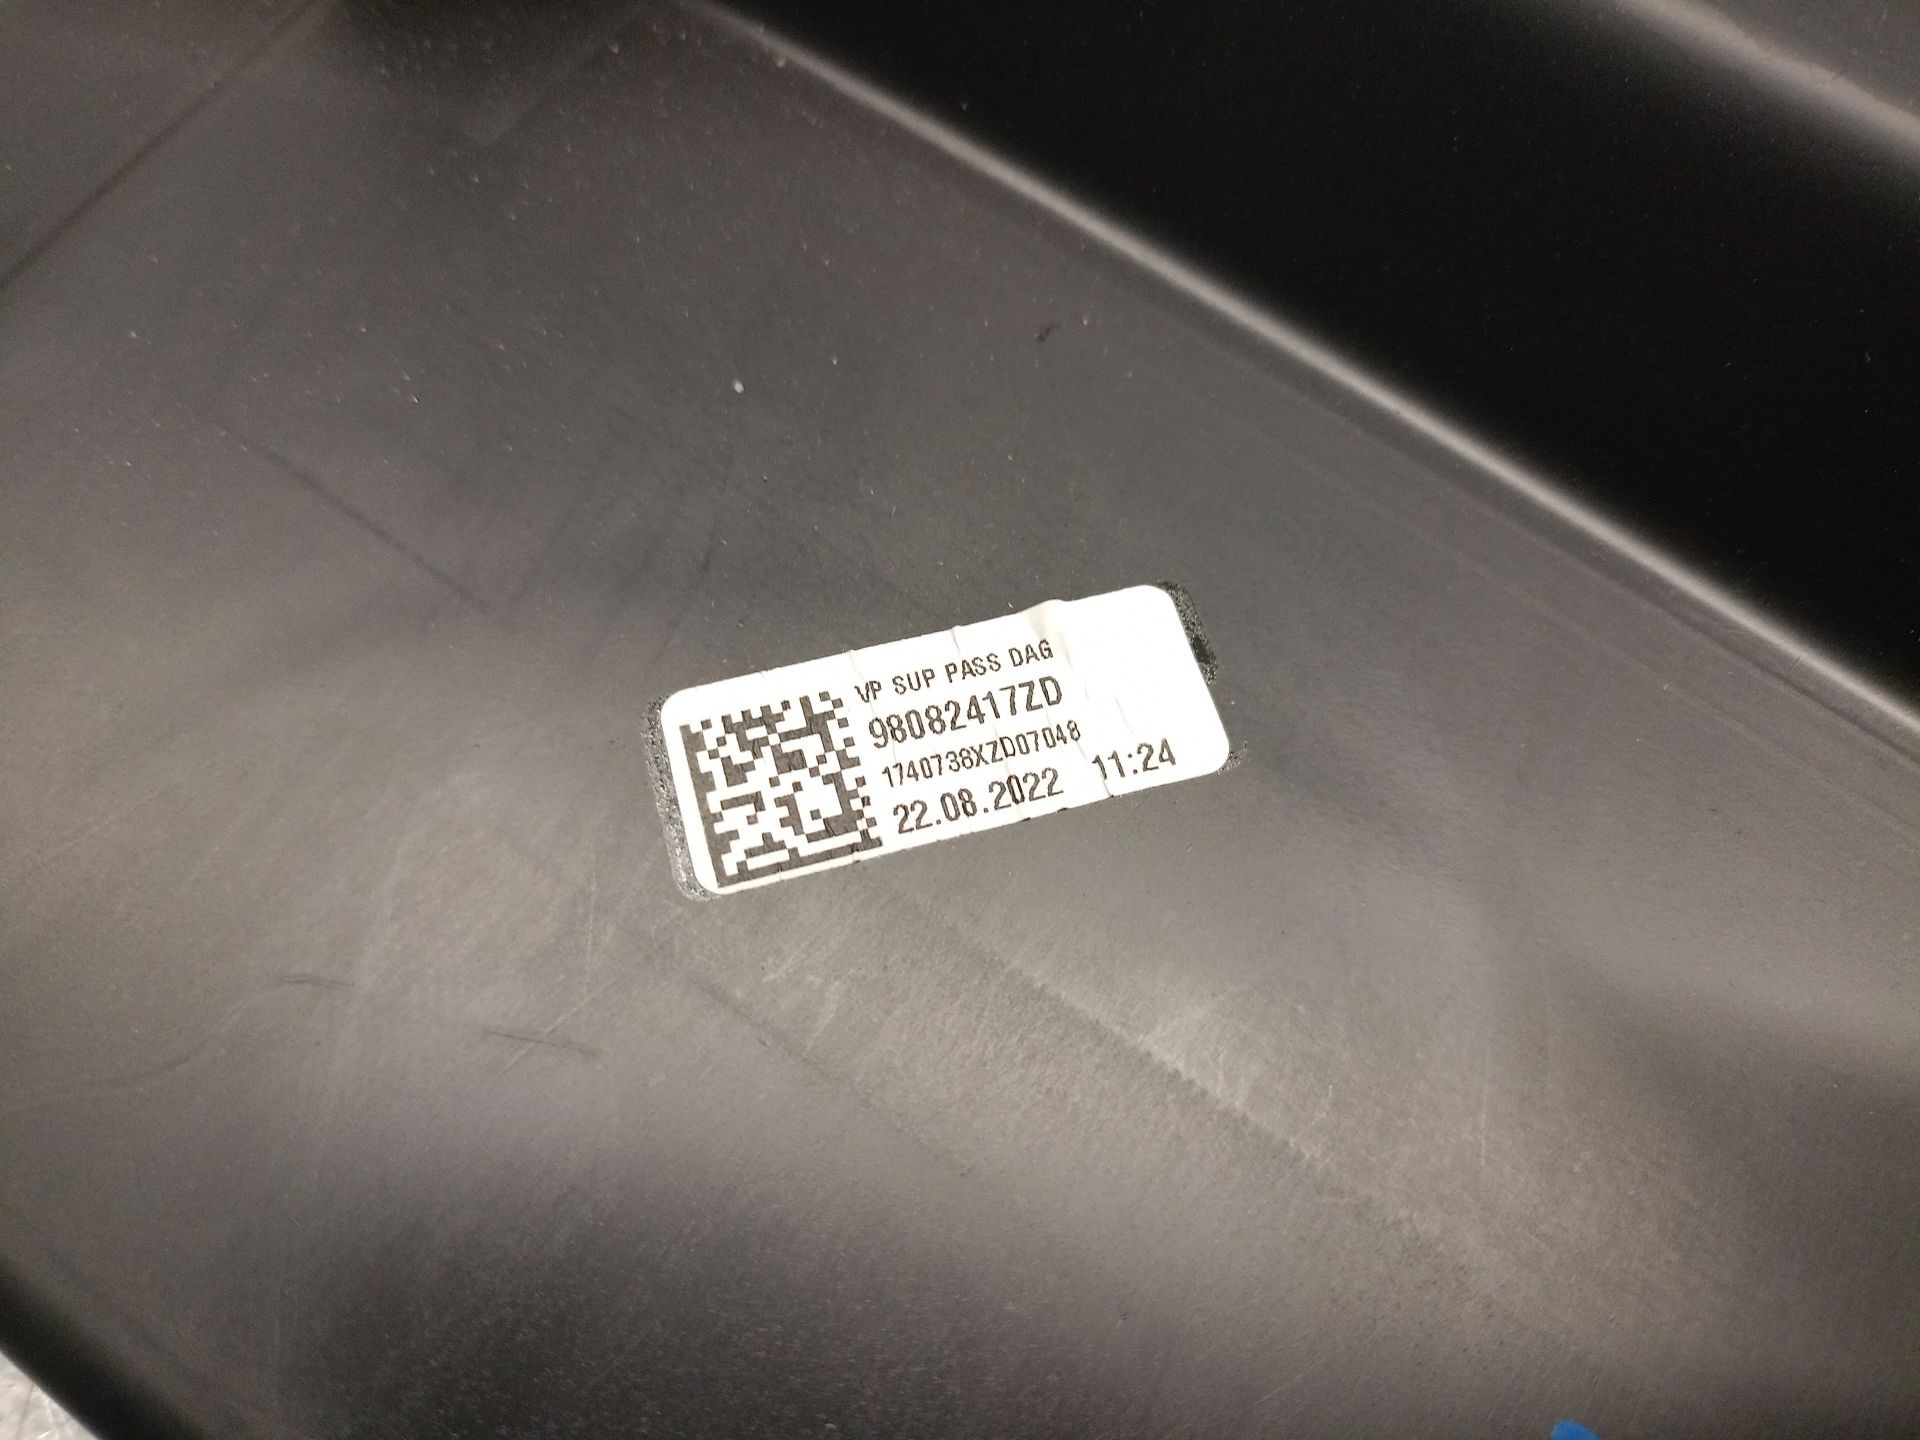 VP SUP PASS DAG
98082417ZD
1740738XZD07048
22.08.2022 11:24